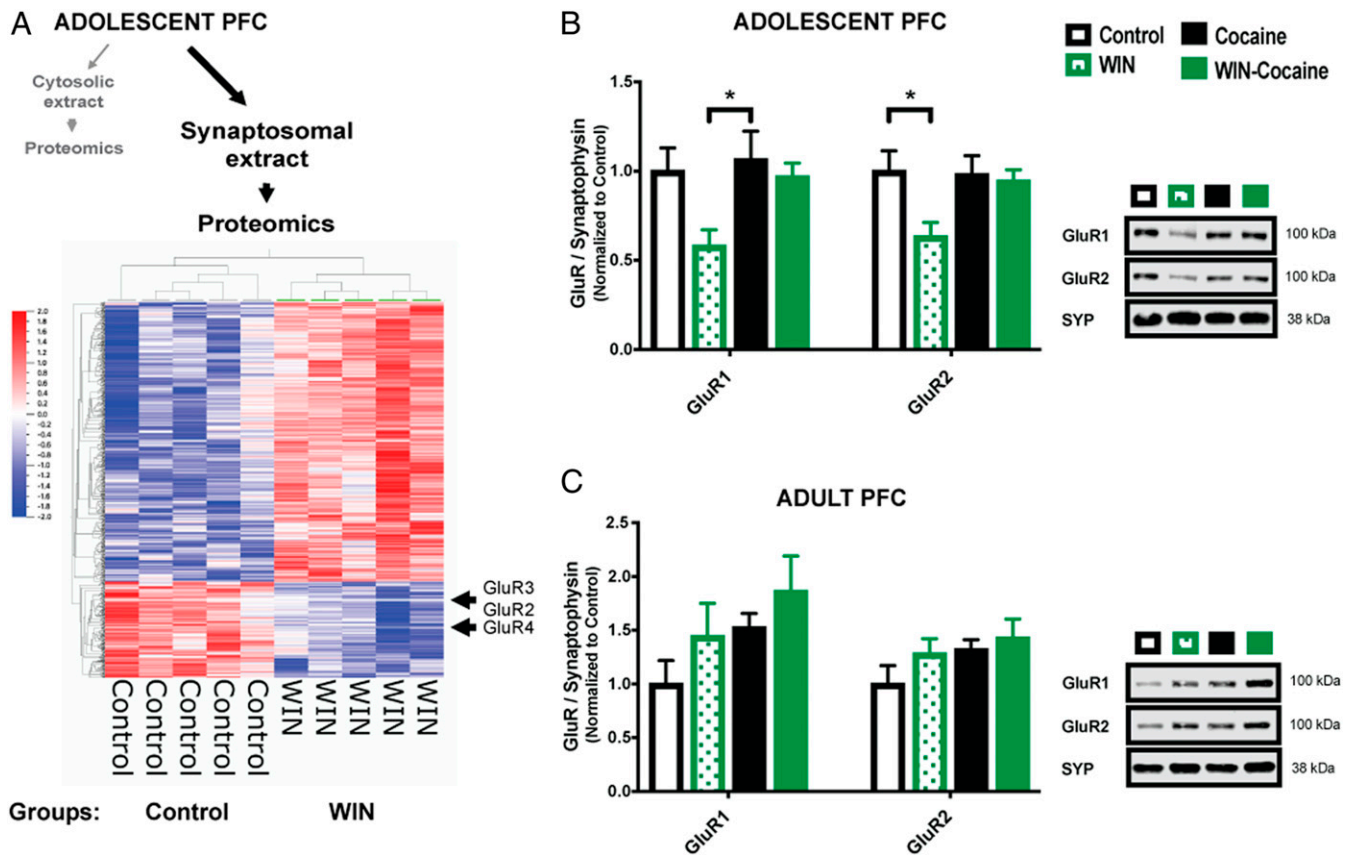 A
ADOLESCENT PFC
Cytosolic
extract
Proteomics
Synaptosomal
extract
Proteomics
2.0
1.6
1.2
0.8
0.6
0.4
0.2
-0.0
-0.2
-0.4
-0.6
-0.8
-1.0
-1.2
-1.4
-1.6
-1.8
-2.0
GluR3
GluR2
GluR4
Control
Control
Control
Control
Control
WIN
WIN
WIN
WIN
WIN
Groups: Control WIN
B
ADOLESCENT PFC
Control
Cocaine
WIN
WIN-Cocaine
GluR / Synaptophysin
(Normalized to Control)
1.5
1.0
0.5
0.0
*
*
GluR1
GluR2
GluR1 100 kDa
GluR2 100 kDa
SYP 38 kDa
C
ADULT PFC
GluR / Synaptophysin
(Normalized to Control)
2.5
2.0
1.5
1.0
0.5
0.0
GluR1
GluR2
GluR1 100 kDa
GluR2 100 kDa
SYP 38 kDa